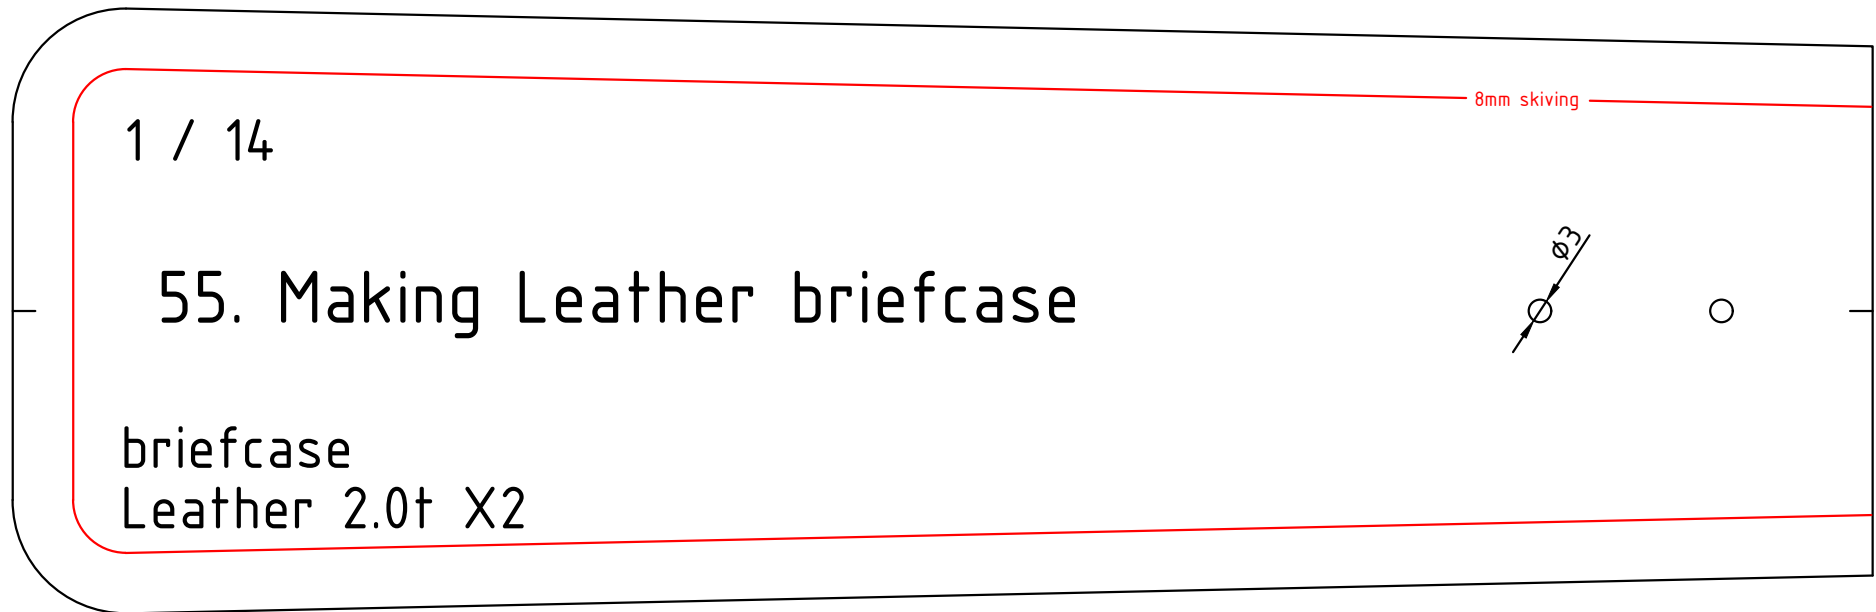 8mm skiving
1 / 14
ø3
55. Making Leather briefcase
briefcase
Leather 2.0t X2